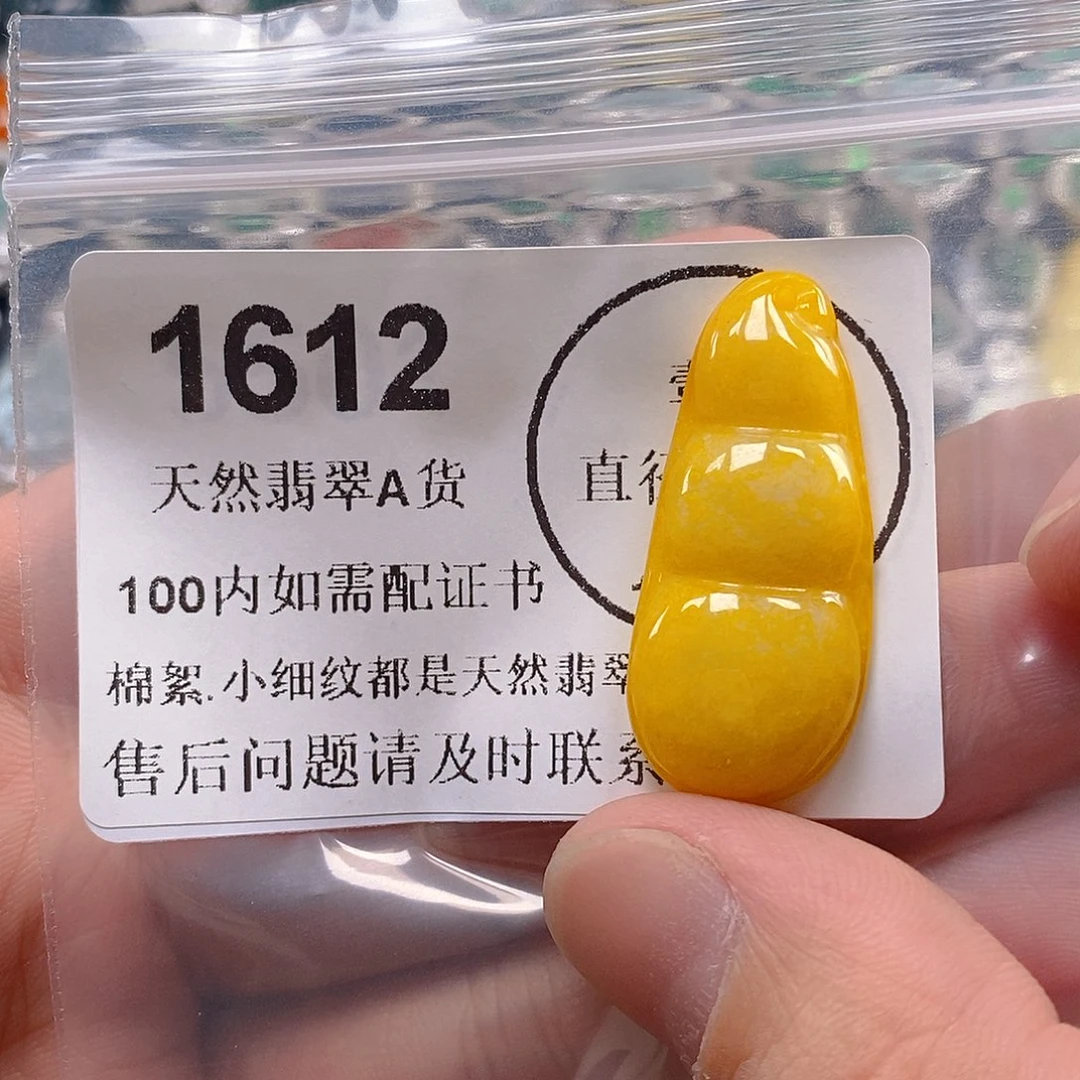 1612
天然翡翠A货
直径
100内如需配证书
棉絮.小细纹都是天然翡翠
售后问题请及时联系